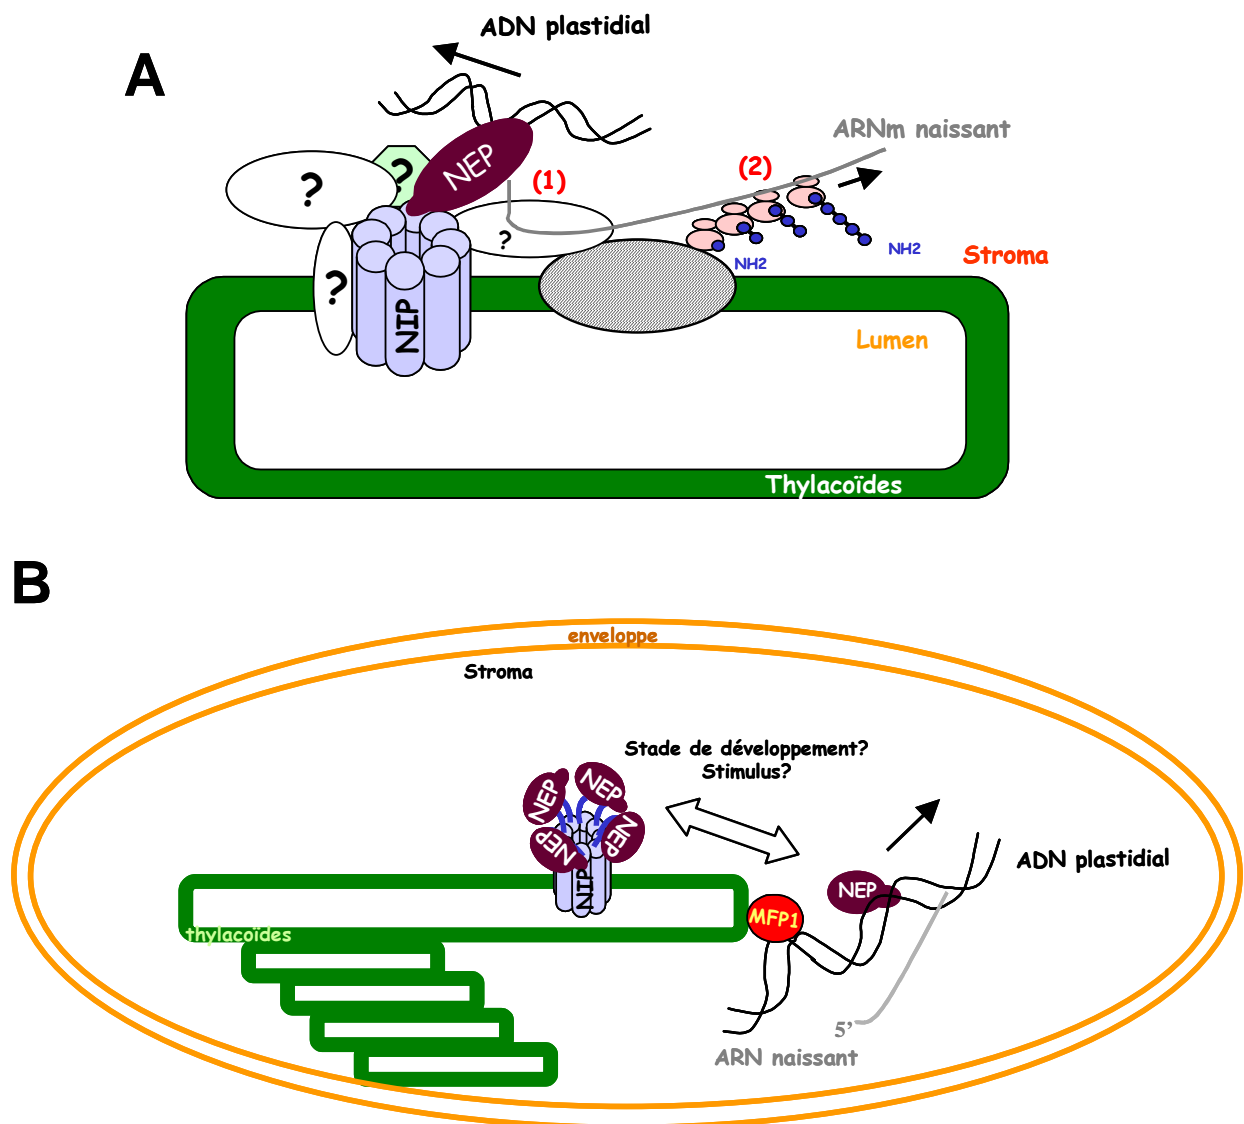 A
ADN plastidial
ARNm naissant
?
?
NEP
(1)
(2)
?
?
NIP
NH2
NH2
Stroma
Lumen
Thylacoïdes
B
enveloppe
Stroma
Stade de développement?
Stimulus?
NEP
NEP
NEP
NEP
NIP
ADN plastidial
NEP
MFP1
thylacoïdes
5’
ARN naissant